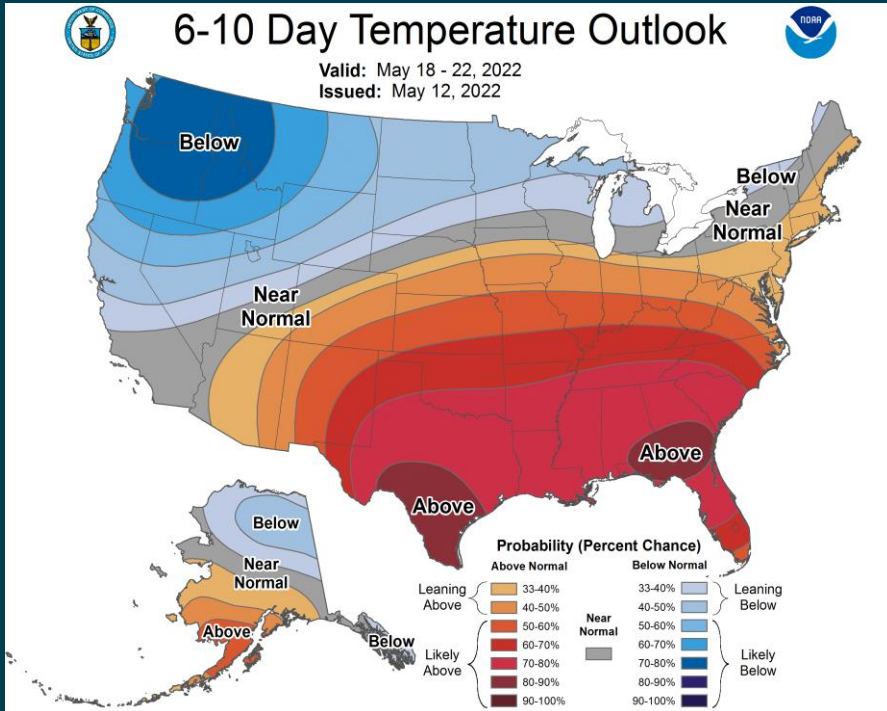 6-10 Day Temperature Outlook
Valid: May 18 - 22, 2022
Issued: May 12, 2022
NOAA
Below
Below
Near
Normal
Near
Normal
Above
Above
Below
Near
Normal
Above
Below
Probability (Percent Chance)
Above Normal
Below Normal
Leaning
Above
33-40%
40-50%
Likely
Above
50-60%
60-70%
70-80%
80-90%
90-100%
Near
Normal
33-40%
40-50%
Leaning
Below
50-60%
60-70%
70-80%
80-90%
90-100%
Likely
Below